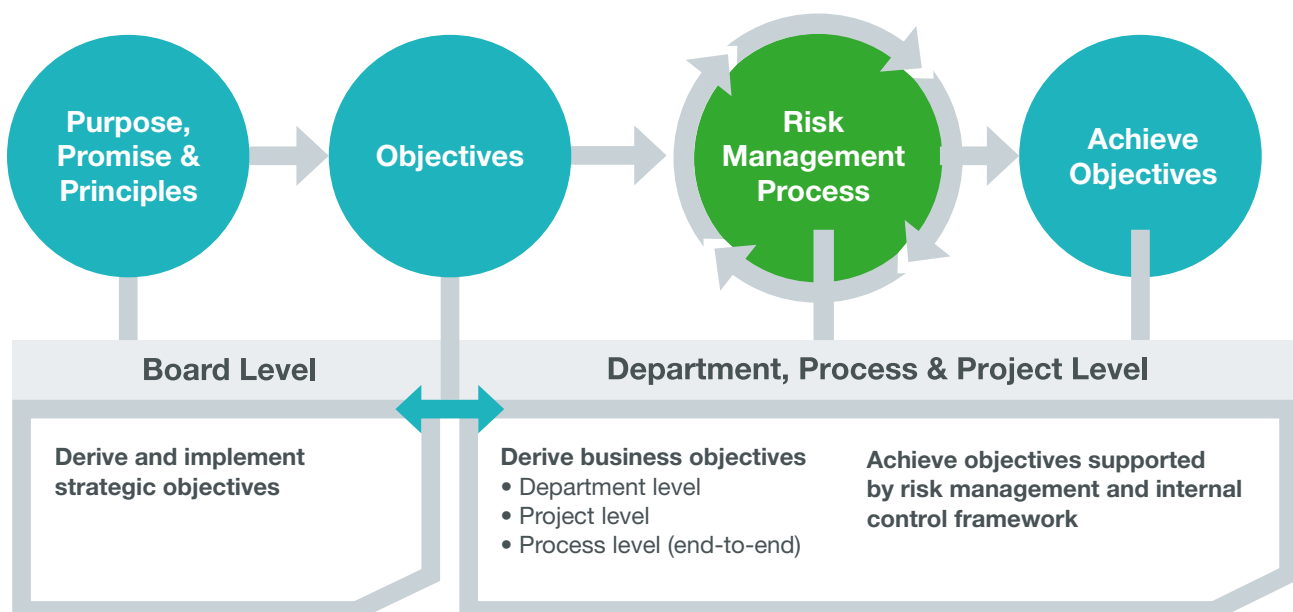 Purpose,
Promise &
Principles
Objectives
Risk
Management
Process
Achieve
Objectives
Board Level
Department, Process & Project Level
Derive and implement
strategic objectives
Derive business objectives
• Department level
• Project level
• Process level (end-to-end)
Achieve objectives supported
by risk management and internal
control framework